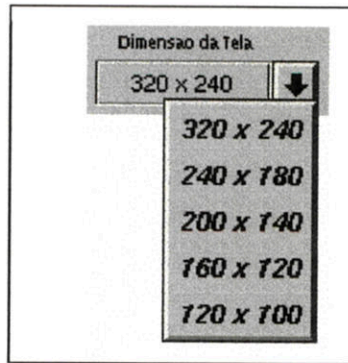 Dimensao da Tela
320 x 240
320 x 240
240 x 180
200 x 140
160 x 120
120 x 100